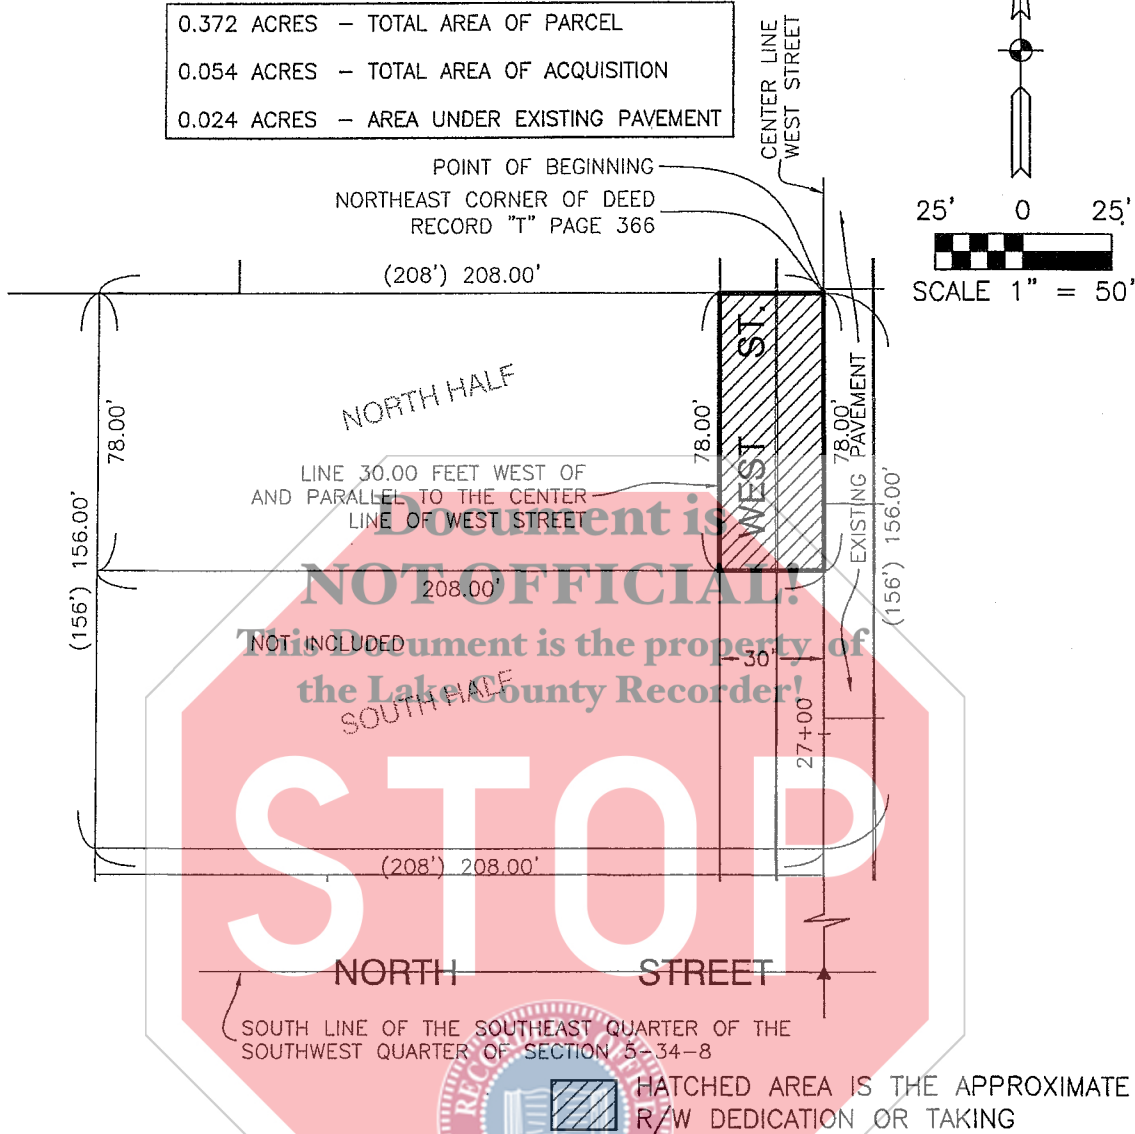 0.372 ACRES – TOTAL AREA OF PARCEL
0.054 ACRES – TOTAL AREA OF ACQUISITION
0.024 ACRES – AREA UNDER EXISTING PAVEMENT
CENTER LINE
WEST STREET
POINT OF BEGINNING
NORTHEAST CORNER OF DEED
RECORD "T" PAGE 366
25' 0 25'
SCALE 1" = 50'
(208') 208.00'
WEST ST.
NORTH HALF
78.00'
78.00'
78.00'
EXISTING PAVEMENT
LINE 30.00 FEET WEST OF
AND PARALLEL TO THE CENTER
LINE OF WEST STREET
(156') 156.00'
(156') 156.00'
Document is
NOT OFFICIAL!
This Document is the property of
the Lake County Recorder!
208.00'
NOT INCLUDED
30'
SOUTH HALF
27+00
STOP
(208') 208.00'
NORTH STREET
SOUTH LINE OF THE SOUTHEAST QUARTER OF THE
SOUTHWEST QUARTER OF SECTION 5-34-8
RECORDER'S OFFICE
HATCHED AREA IS THE APPROXIMATE
R/W DEDICATION OR TAKING